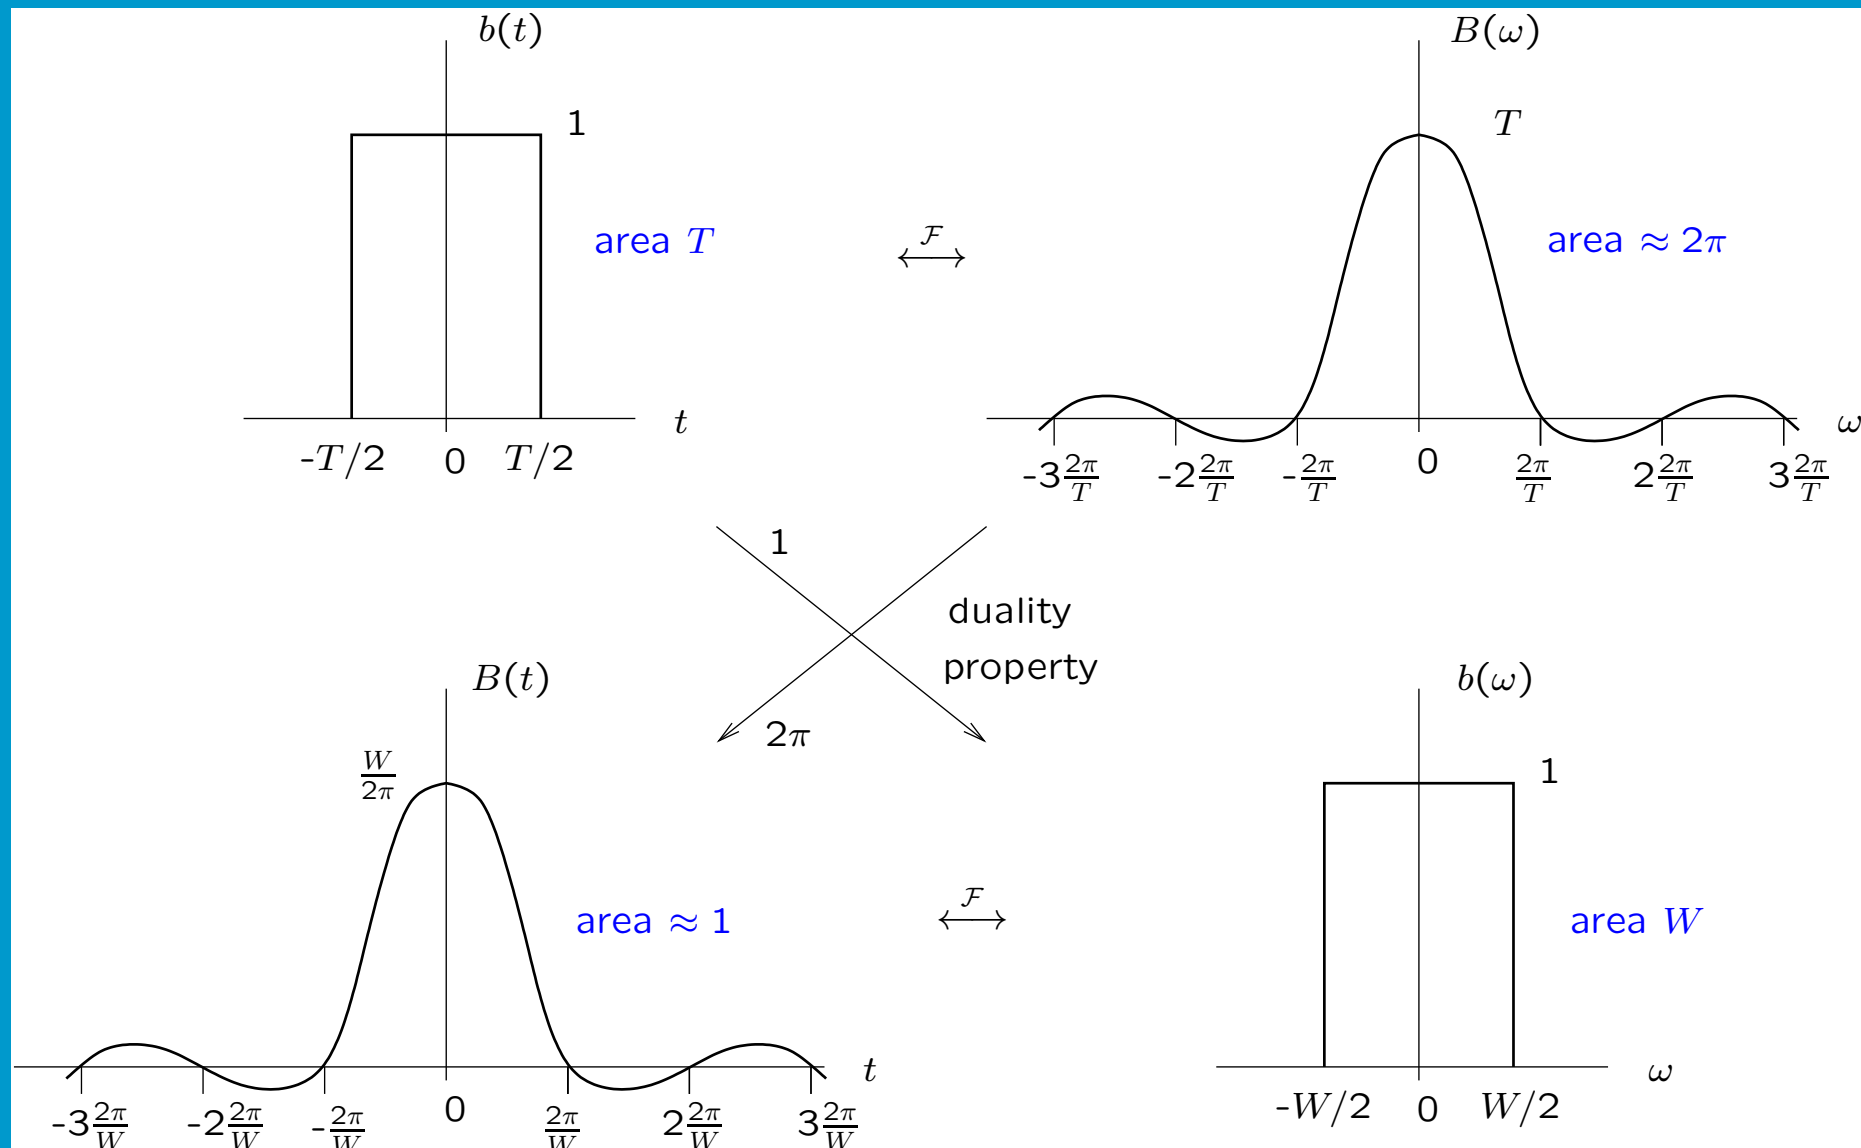 b(t)
B(ω)
1
T
area T
area ≈ 2π
F
t
ω
-T/2 0 T/2
-3 2π/T -2 2π/T -2π/T 0 2π/T 2 2π/T 3 2π/T
1
duality
property
2π
B(t)
b(ω)
W/2π
1
area ≈ 1
area W
F
t
ω
-3 2π/W -2 2π/W -2π/W 0 2π/W 2 2π/W 3 2π/W
-W/2 0 W/2